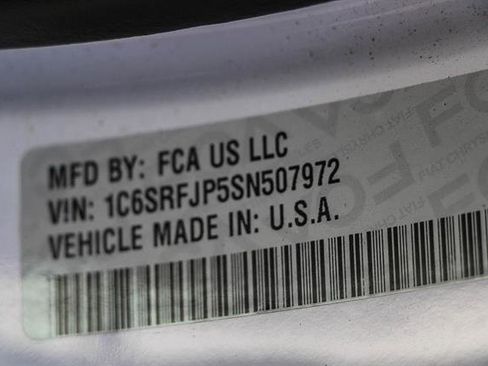 MFD BY: FCA US LLC
VIN: 1C6SRFJP5SN507972
VEHICLE MADE IN: U.S.A.